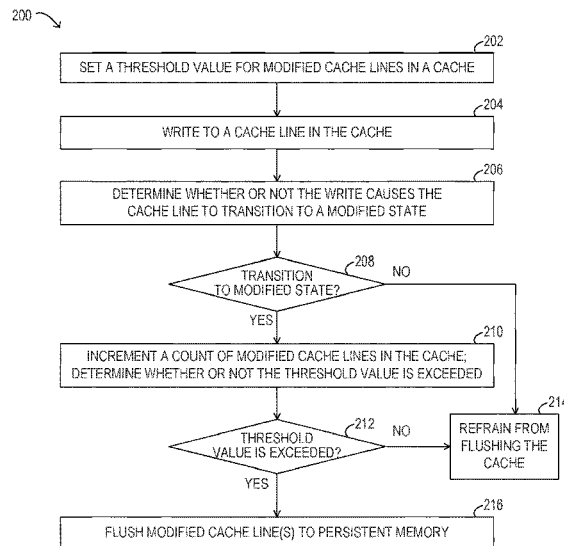 200
202
SET A THRESHOLD VALUE FOR MODIFIED CACHE LINES IN A CACHE
204
WRITE TO A CACHE LINE IN THE CACHE
206
DETERMINE WHETHER OR NOT THE WRITE CAUSES THE
CACHE LINE TO TRANSITION TO A MODIFIED STATE
208
TRANSITION
TO MODIFIED STATE?
NO
YES
210
INCREMENT A COUNT OF MODIFIED CACHE LINES IN THE CACHE;
DETERMINE WHETHER OR NOT THE THRESHOLD VALUE IS EXCEEDED
212
THRESHOLD
VALUE IS EXCEEDED?
NO
YES
214
REFRAIN FROM
FLUSHING THE
CACHE
216
FLUSH MODIFIED CACHE LINE(S) TO PERSISTENT MEMORY